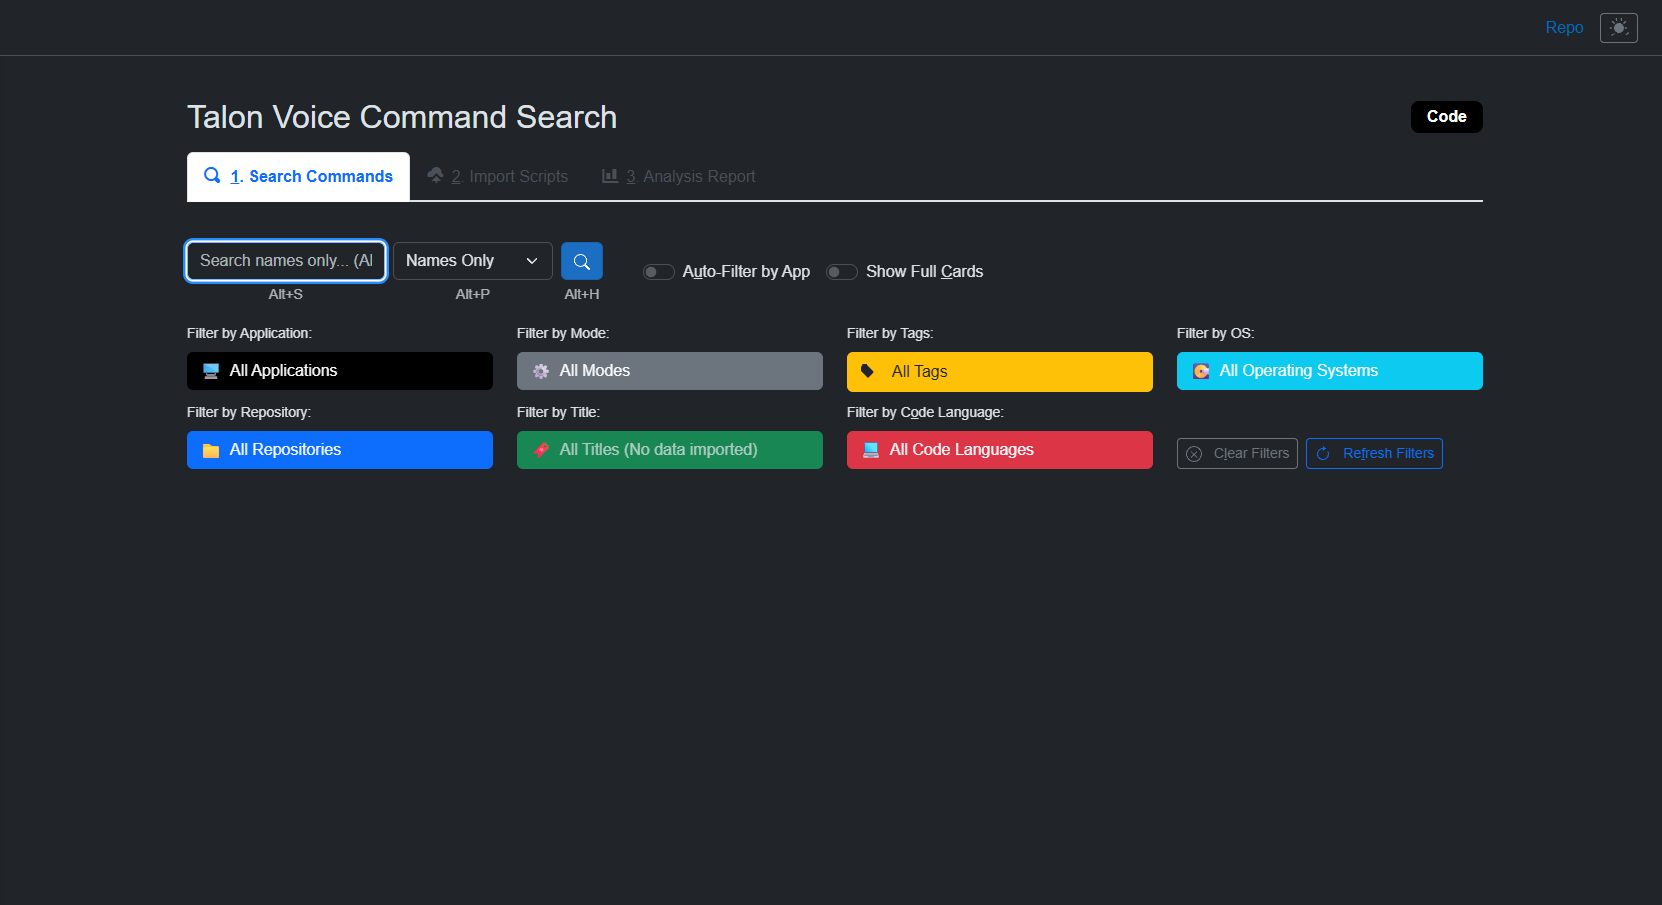 Repo
Talon Voice Command Search
Code
1. Search Commands
2. Import Scripts
3. Analysis Report
Search names only... (Al
Names Only
Auto-Filter by App
Show Full Cards
Alt+S
Alt+P
Alt+H
Filter by Application:
Filter by Mode:
Filter by Tags:
Filter by OS:
All Applications
All Modes
All Tags
All Operating Systems
Filter by Repository:
Filter by Title:
Filter by Code Language:
All Repositories
All Titles (No data imported)
All Code Languages
Clear Filters
Refresh Filters